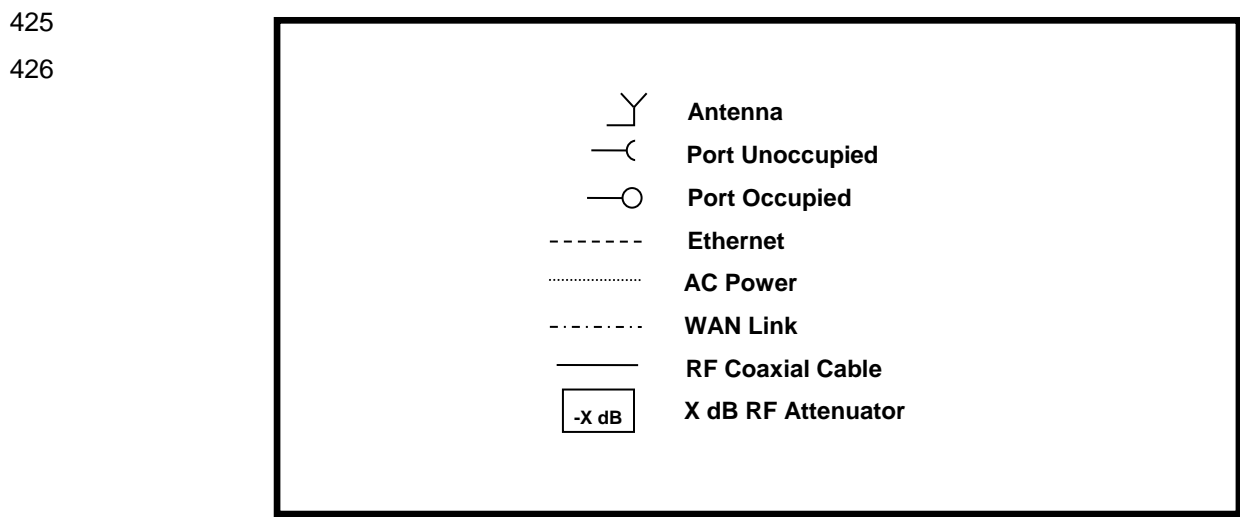 425
426
Antenna
Port Unoccupied
Port Occupied
Ethernet
AC Power
WAN Link
RF Coaxial Cable
-X dB X dB RF Attenuator